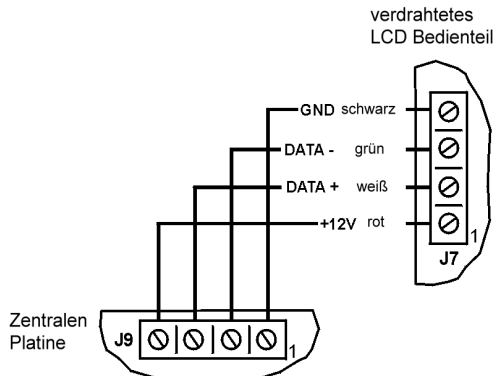 verdrahtetes
LCD Bedienteil
GND schwarz
DATA - grün
DATA + weiß
+12V rot
1
J7
Zentralen
Platine
J9
1